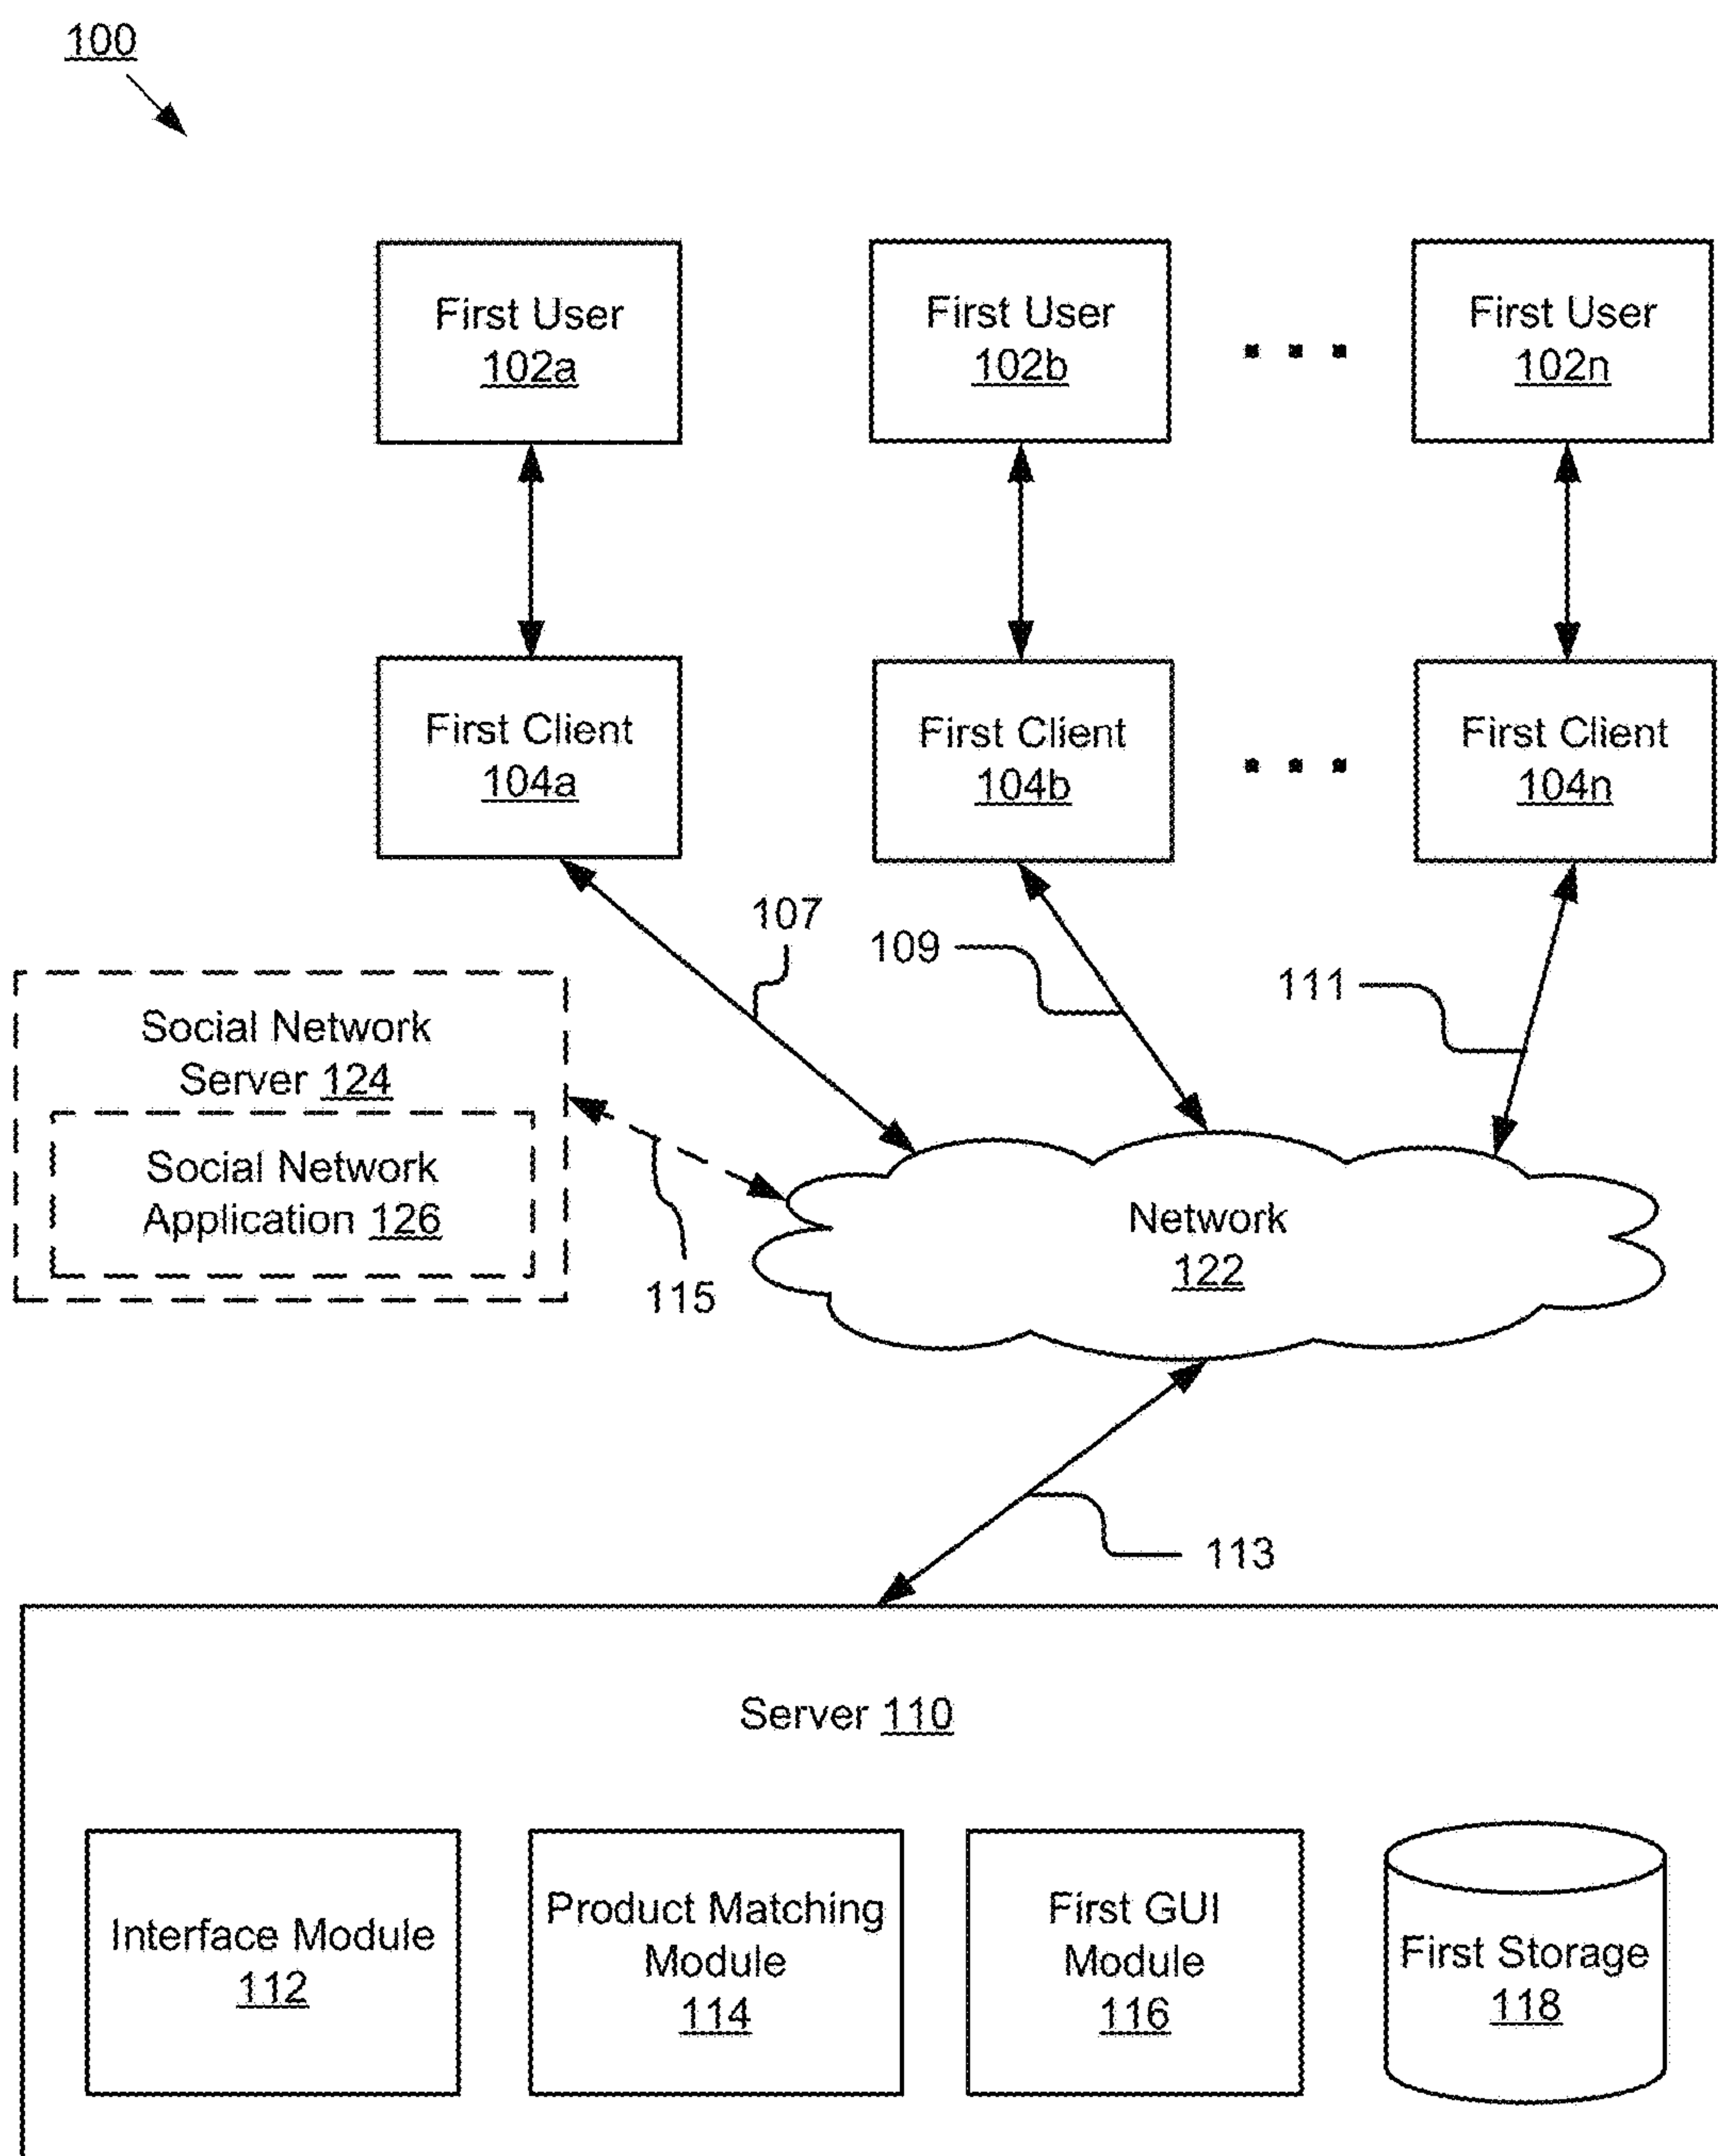 100
First User
102a
First User
102b
First User
102n
First Client
104a
First Client
104b
First Client
104n
107
109
111
Social Network
Server 124
Social Network
Application 126
115
Network
122
113
Server 110
Interface Module
112
Product Matching
Module
114
First GUI
Module
116
First Storage
118